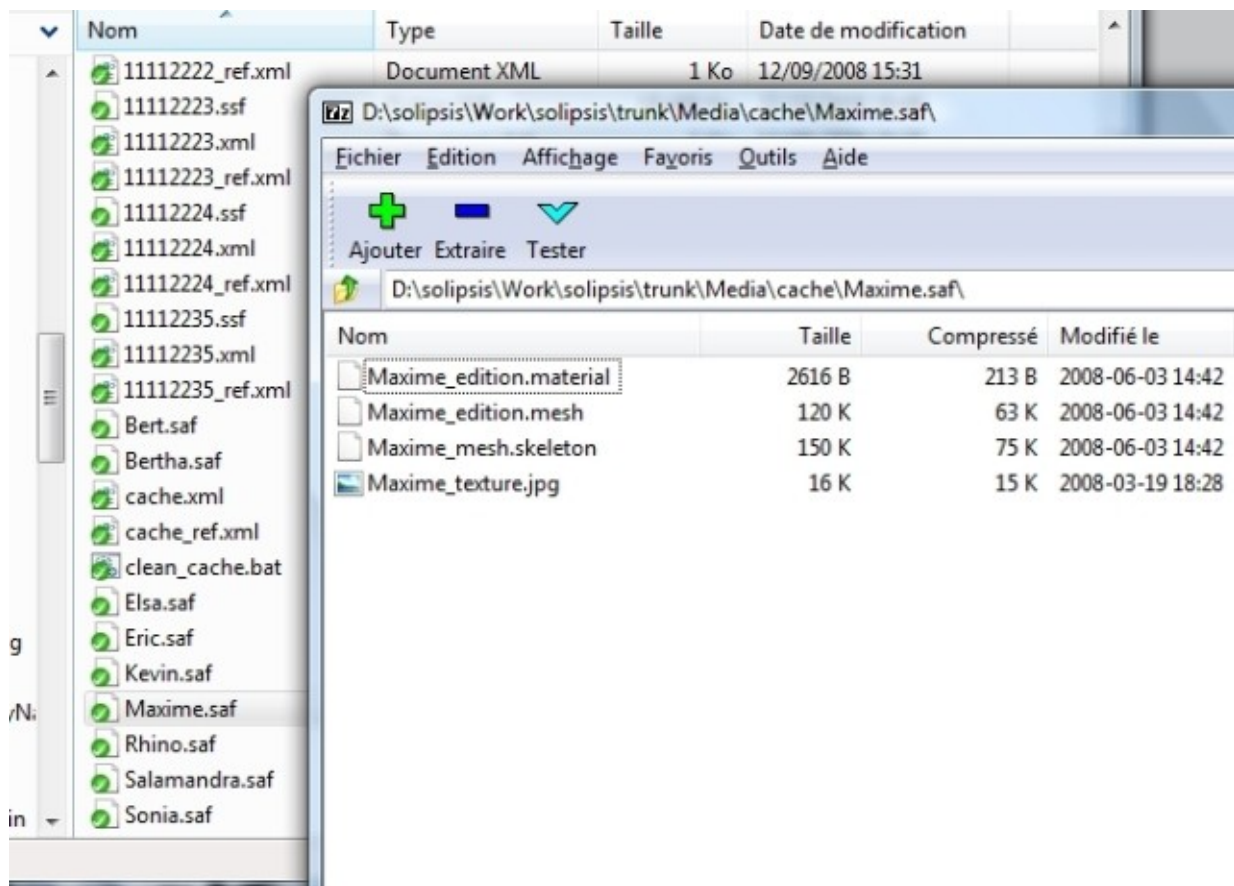 Nom Type Taille Date de modification
11112222_ref.xml Document XML 1 Ko 12/09/2008 15:31
11112223.ssf
11112223.xml
11112223_ref.xml
11112224.ssf
11112224.xml
11112224_ref.xml
11112235.ssf
11112235.xml
11112235_ref.xml
Bert.saf
Bertha.saf
cache.xml
cache_ref.xml
clean_cache.bat
Elsa.saf
Eric.saf
Kevin.saf
Maxime.saf
Rhino.saf
Salamandra.saf
Sonia.saf
g
yNa
in
7z D:\solipsis\Work\solipsis\trunk\Media\cache\Maxime.saf\
Fichier Edition Affichage Favoris Outils Aide
Ajouter Extraire Tester
D:\solipsis\Work\solipsis\trunk\Media\cache\Maxime.saf\
Nom Taille Compressé Modifié le
Maxime_edition.material 2616 B 213 B 2008-06-03 14:42
Maxime_edition.mesh 120 K 63 K 2008-06-03 14:42
Maxime_mesh.skeleton 150 K 75 K 2008-06-03 14:42
Maxime_texture.jpg 16 K 15 K 2008-03-19 18:28